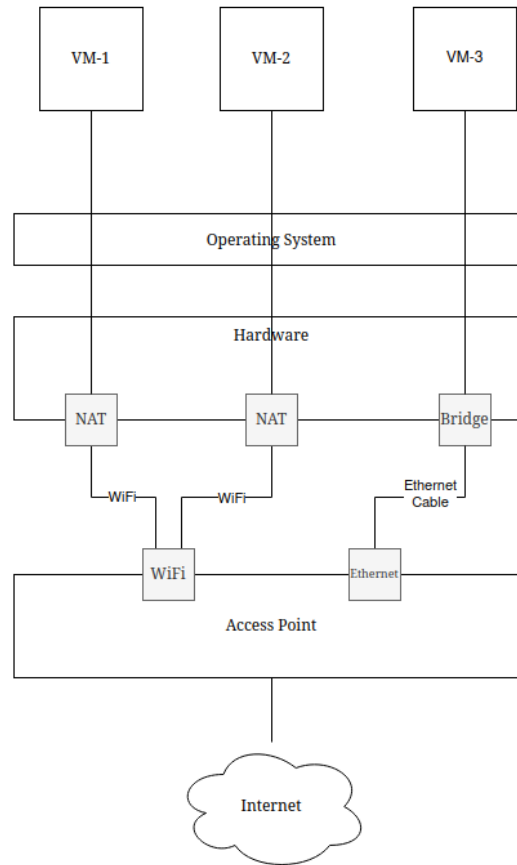 VM-1
VM-2
VM-3
Operating System
Hardware
NAT
NAT
Bridge
WiFi
WiFi
Ethernet
Cable
WiFi
Ethernet
Access Point
Internet